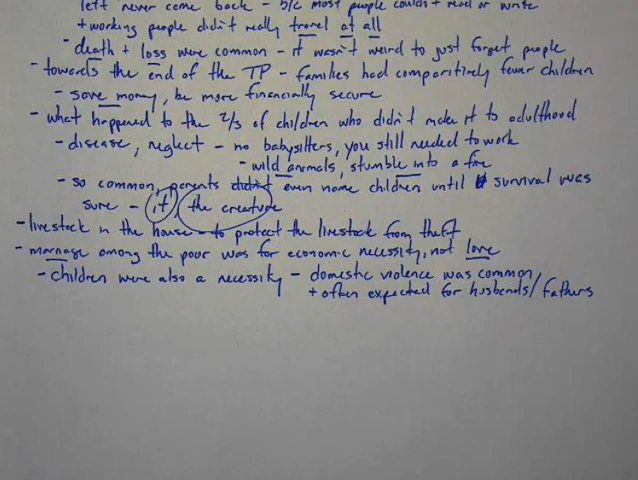 left never come back - b/c most people couldn't read or write
+ working people didn't really travel at all
- death + loss were common - it wasn't weird to just forget people
- towards the end of the TP - families had comparitively fewer children
- save money, be more financially secure
- what happened to the 2/3 of children who didn't make it to adulthood
- disease, neglect - no babysitters, you still needed to work
- wild animals, stumble into a fire
- so common, parents didn't even name children until survival was
sure - "it" "the creature"
- livestock in the house - to protect the livestock from theft
- marriage among the poor was for economic necessity, not love
- children were also a necessity - domestic violence was common,
+ often expected for husbands/fathers